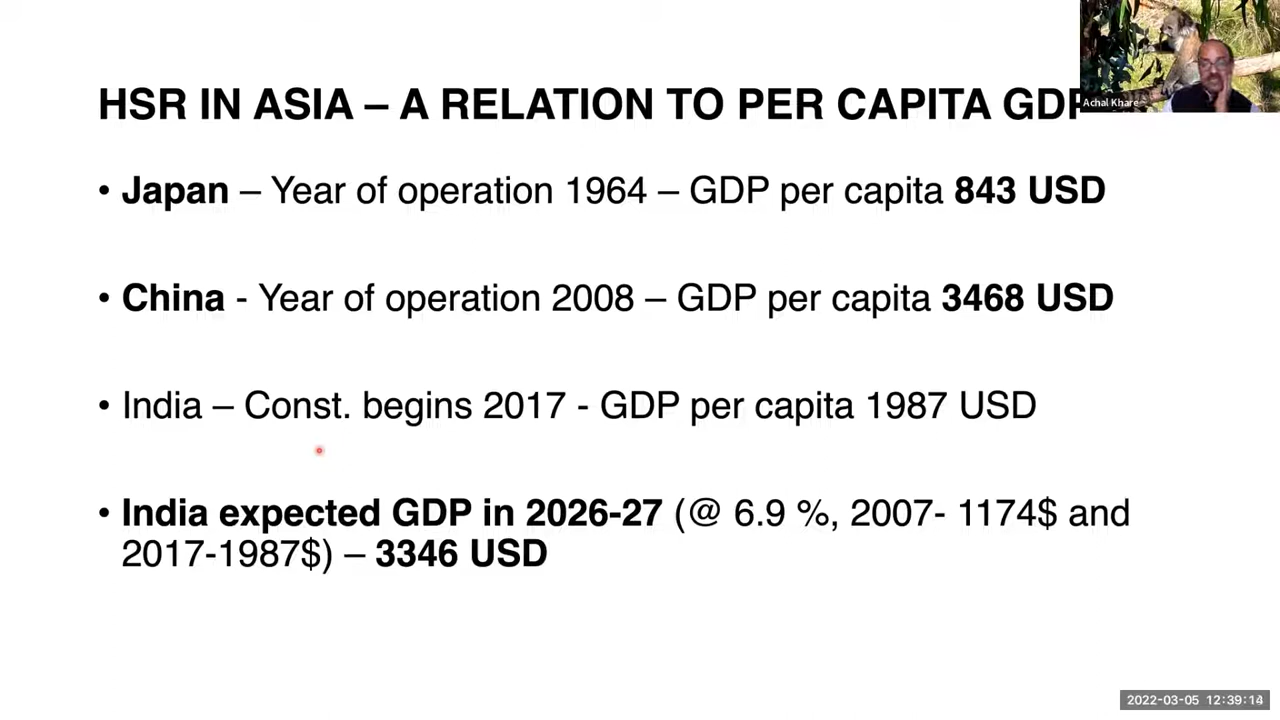 HSR IN ASIA – A RELATION TO PER CAPITA GDP
Achal Khare
• Japan – Year of operation 1964 – GDP per capita 843 USD
• China - Year of operation 2008 – GDP per capita 3468 USD
• India – Const. begins 2017 - GDP per capita 1987 USD
• India expected GDP in 2026-27 (@ 6.9 %, 2007- 1174$ and
2017-1987$) – 3346 USD
2022-03-05 12:39:14